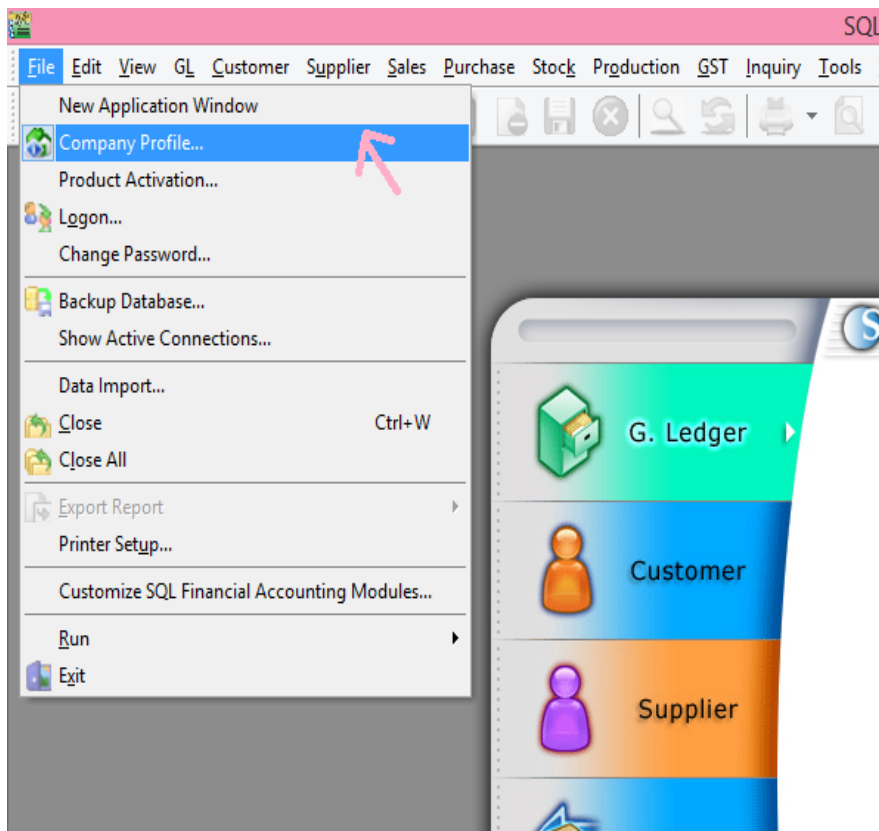 SQL
File Edit View GL Customer Supplier Sales Purchase Stock Production GST Inquiry Tools
New Application Window
Company Profile...
Product Activation...
Logon...
Change Password...
Backup Database...
Show Active Connections...
Data Import...
Close Ctrl+W
Close All
Export Report
Printer Setup...
Customize SQL Financial Accounting Modules...
Run
Exit
S
G. Ledger
Customer
Supplier